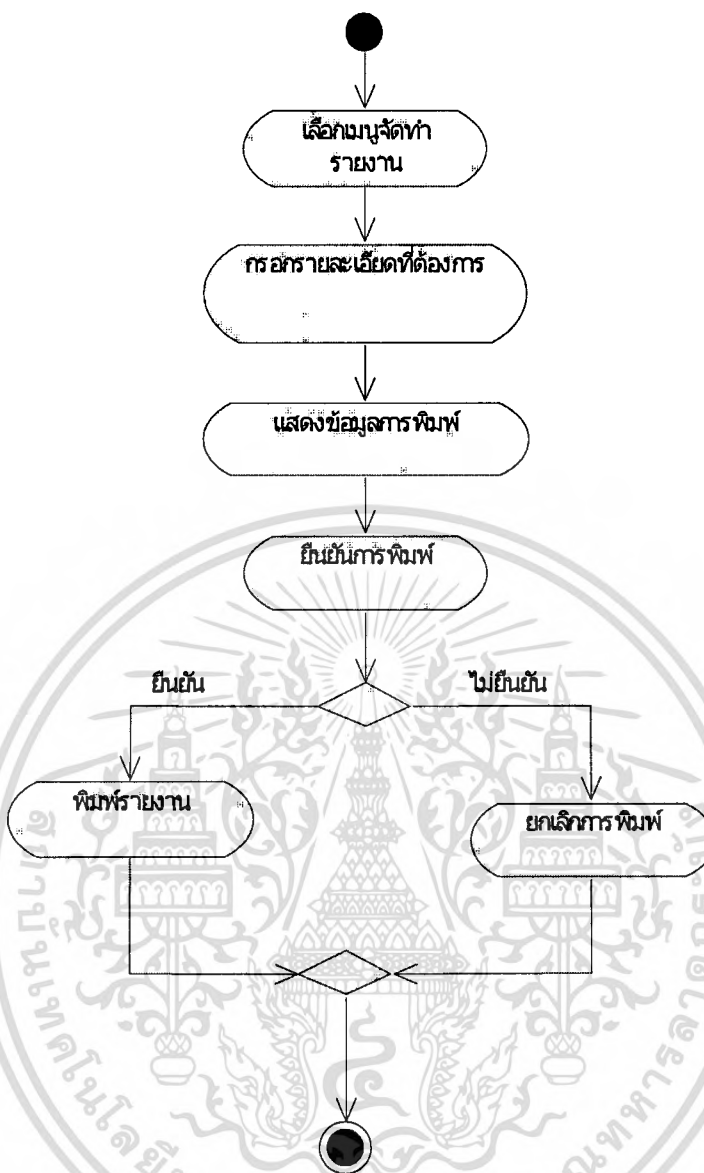 เลือกเมนูจัดทำ
รายงาน
กรอกรายละเอียดที่ต้องการ
แสดงข้อมูลการพิมพ์
ยืนยันการพิมพ์
ยืนยัน
ไม่ยืนยัน
พิมพ์รายงาน
ยกเลิกการพิมพ์